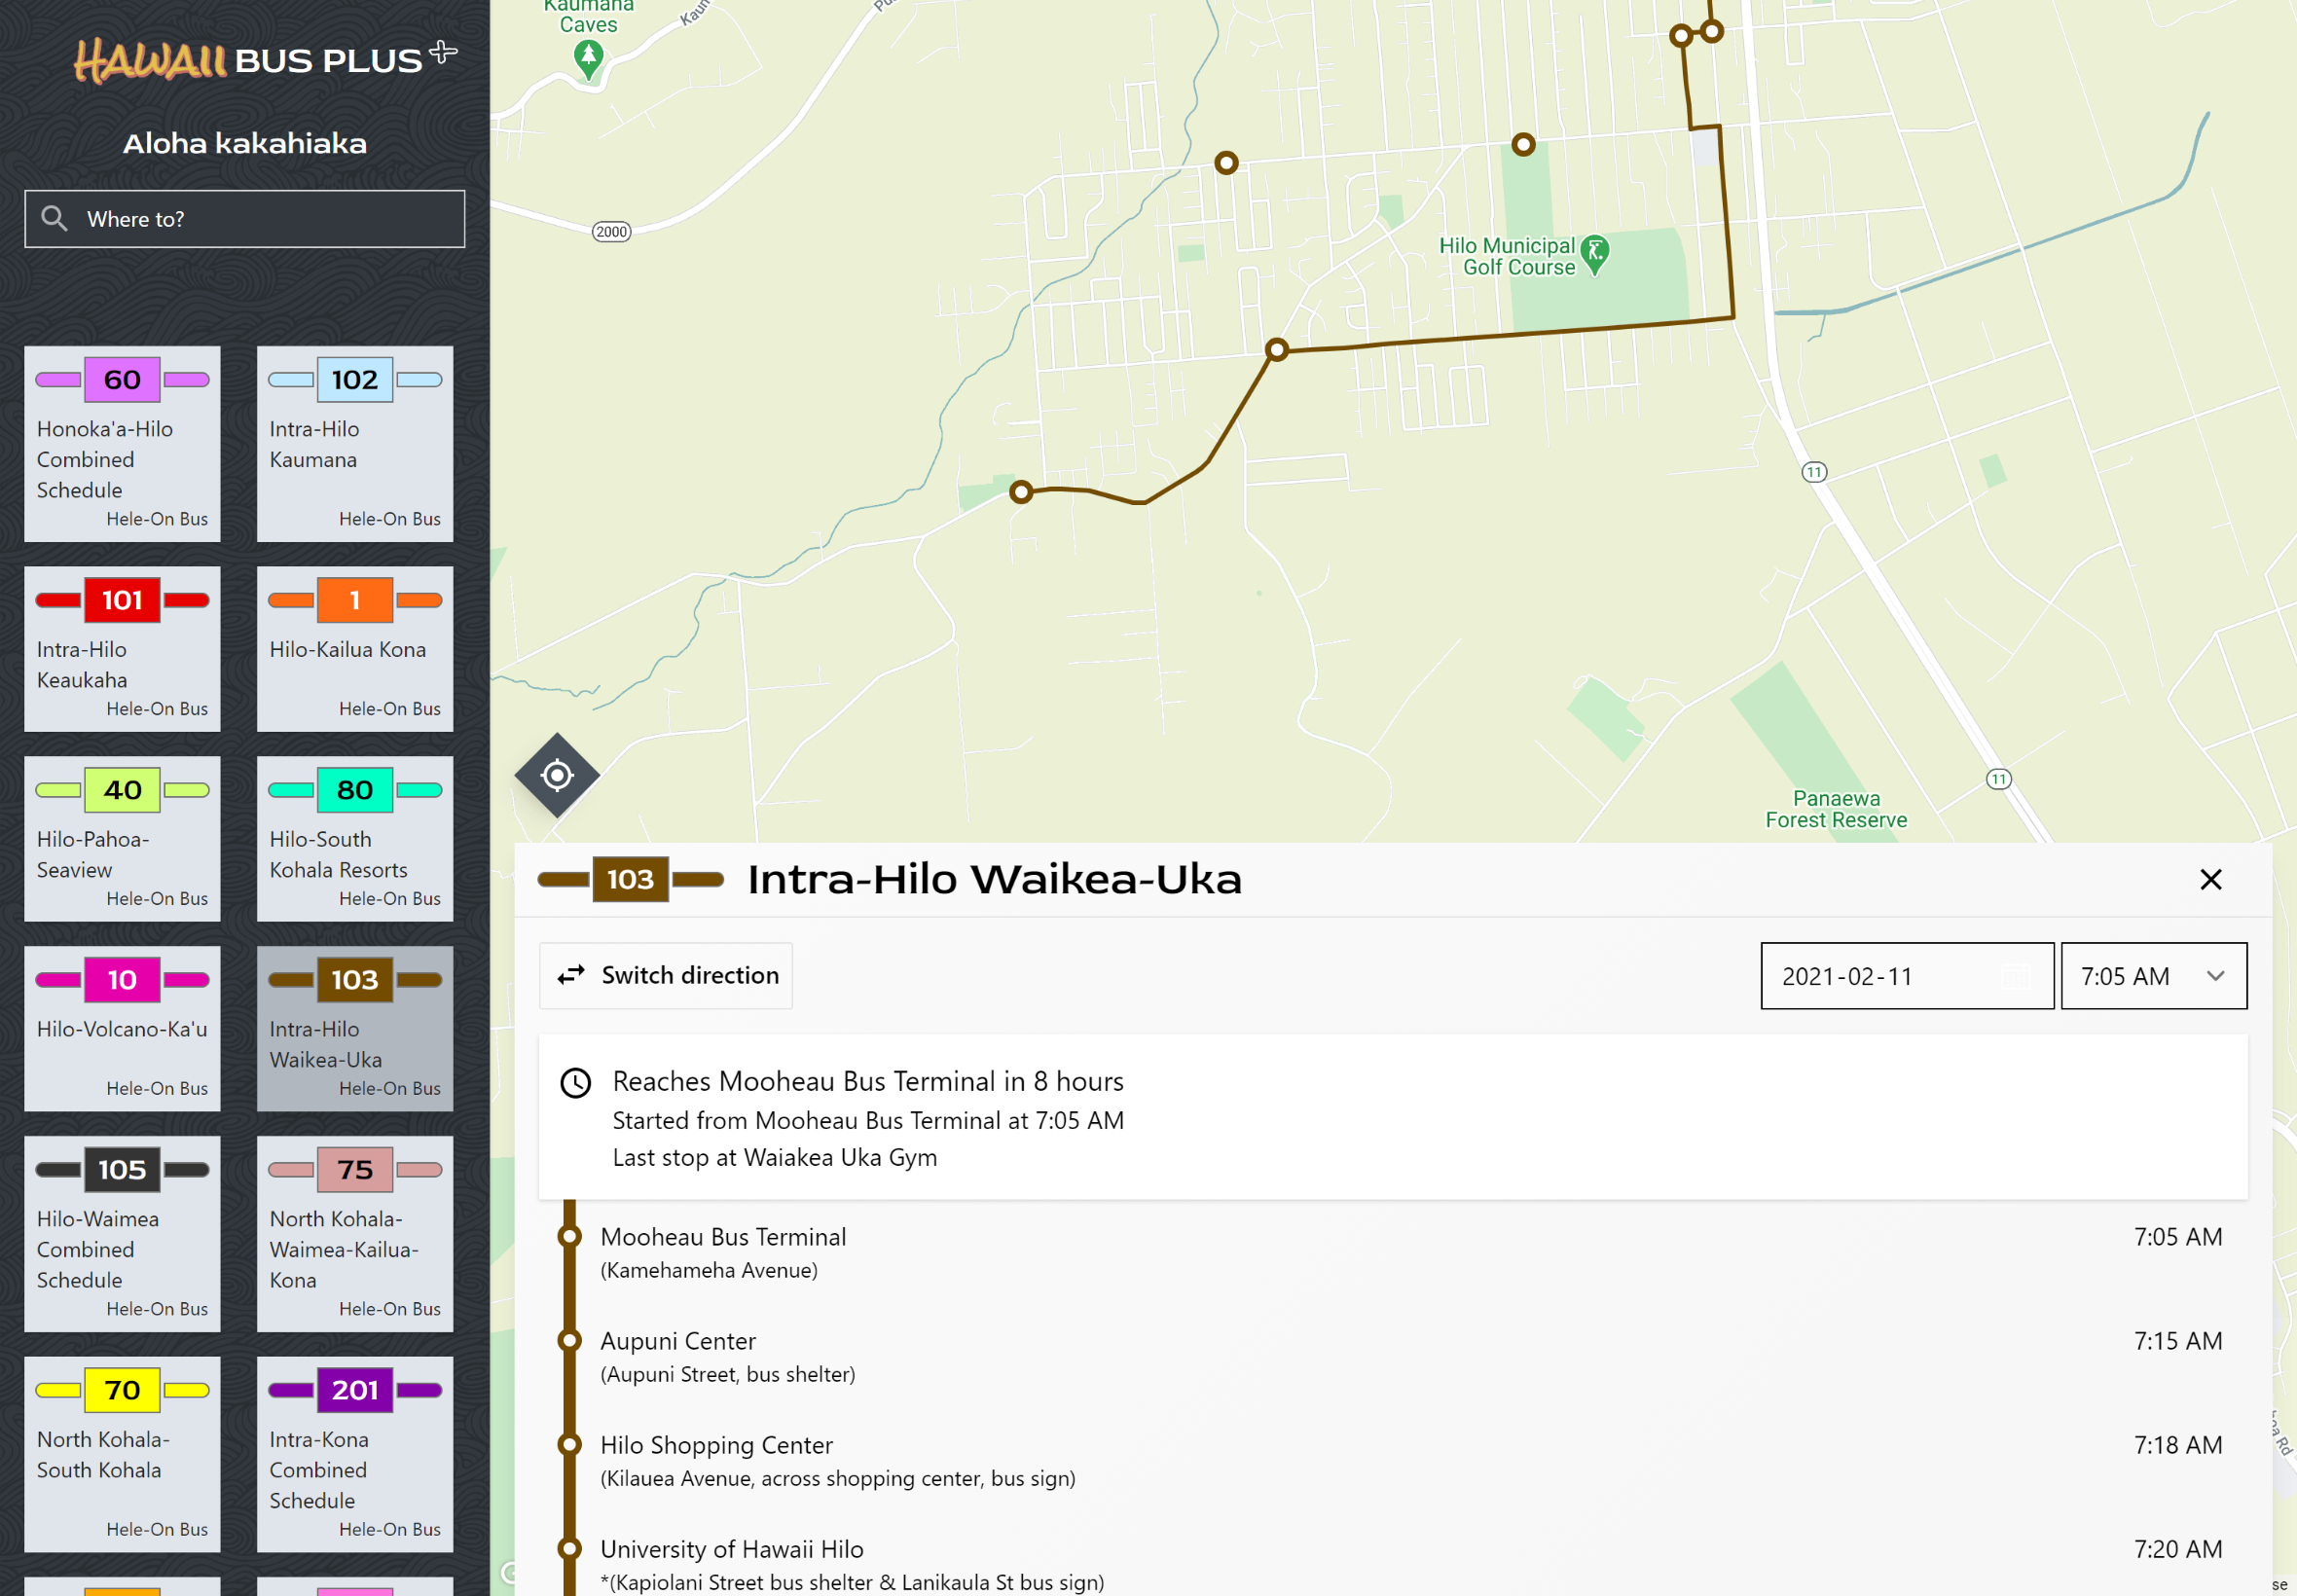 HAWAII BUS PLUS
Aloha kakahiaka
Where to?
60
Honoka'a-Hilo
Combined
Schedule
Hele-On Bus
102
Intra-Hilo
Kaumana
Hele-On Bus
101
Intra-Hilo
Keaukaha
Hele-On Bus
1
Hilo-Kailua Kona
Hele-On Bus
40
Hilo-Pahoa-
Seaview
Hele-On Bus
80
Hilo-South
Kohala Resorts
Hele-On Bus
10
Hilo-Volcano-Ka'u
Hele-On Bus
103
Intra-Hilo
Waikea-Uka
Hele-On Bus
105
Hilo-Waimea
Combined
Schedule
Hele-On Bus
75
North Kohala-
Waimea-Kailua-
Kona
Hele-On Bus
70
North Kohala-
South Kohala
Hele-On Bus
201
Intra-Kona
Combined
Schedule
Hele-On Bus
Kaumana
Caves
2000
Hilo Municipal
Golf Course
11
11
Panaewa
Forest Reserve
103 Intra-Hilo Waikea-Uka
Switch direction
2021-02-11
7:05 AM
Reaches Mooheau Bus Terminal in 8 hours
Started from Mooheau Bus Terminal at 7:05 AM
Last stop at Waiakea Uka Gym
Mooheau Bus Terminal 7:05 AM
(Kamehameha Avenue)
Aupuni Center 7:15 AM
(Aupuni Street, bus shelter)
Hilo Shopping Center 7:18 AM
(Kilauea Avenue, across shopping center, bus sign)
University of Hawaii Hilo 7:20 AM
*(Kapiolani Street bus shelter & Lanikaula St bus sign)